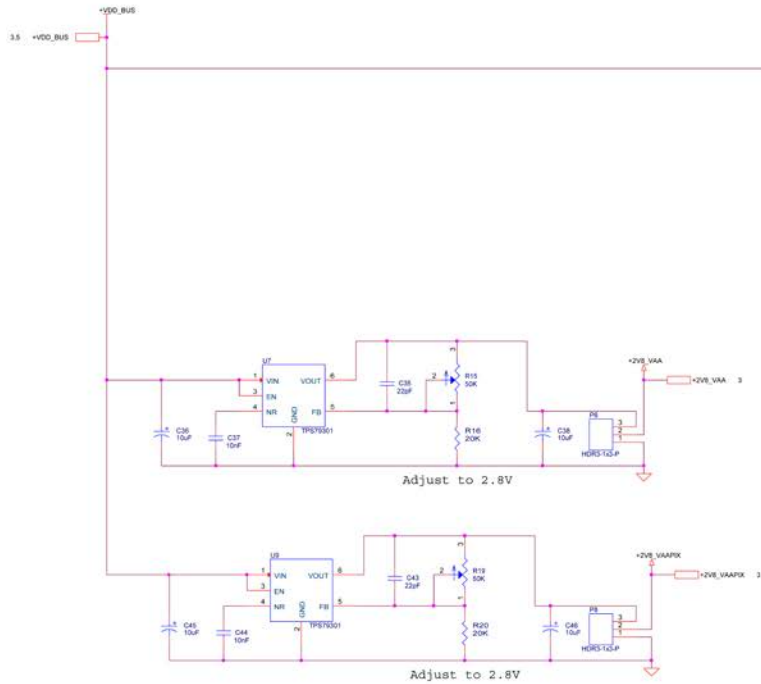 +VDD_BUS
3,5 +VDD_BUS
U7
1 VIN VOUT 6
3 EN
4 NR FB 5
GND
2
TPS79301
C36
10uF
C37
10nF
C35
22pF
3
2
R15
50K
1
R16
20K
C38
10uF
+2V8_VAA
+2V8_VAA 3
P6
3
2
1
HDR3-1x3-P
Adjust to 2.8V
U9
1 VIN VOUT 6
3 EN
4 NR FB 5
GND
2
TPS79301
C45
10uF
C44
10nF
C43
22pF
3
2
R19
50K
1
R20
20K
C46
10uF
+2V8_VAAPIX
+2V8_VAAPIX 3
P8
3
2
1
HDR3-1x3-P
Adjust to 2.8V